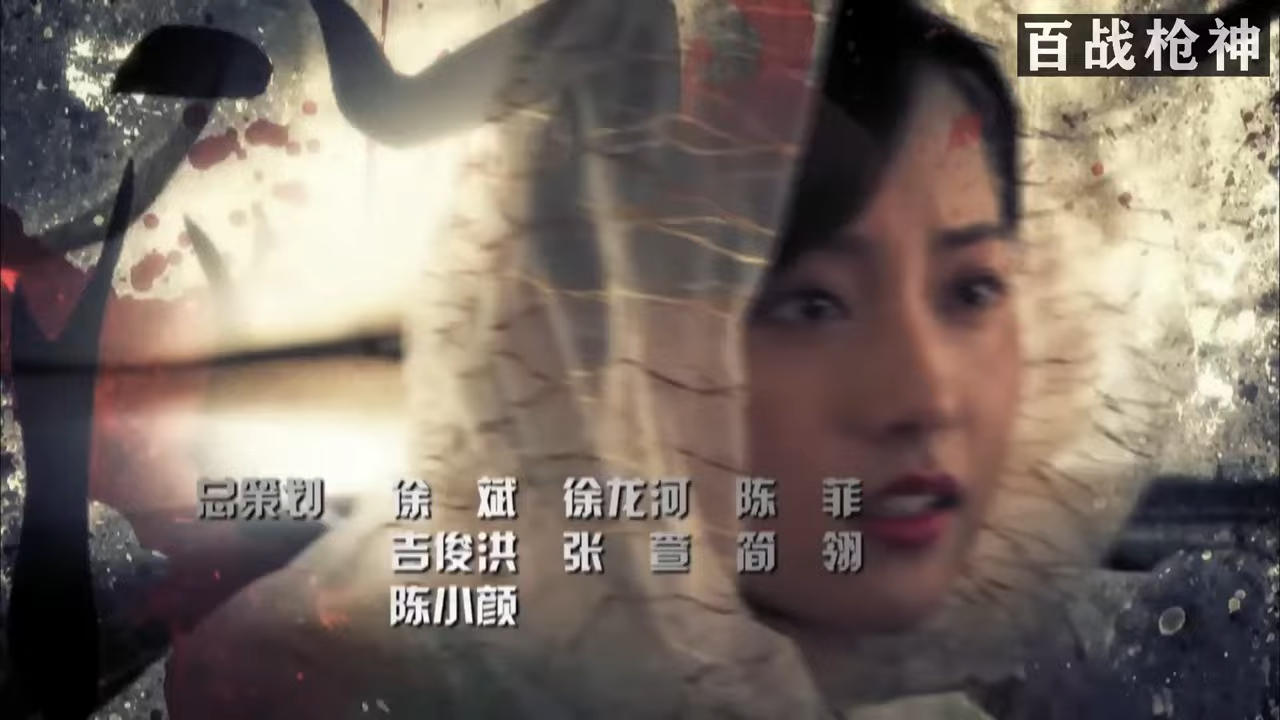 百战枪神
总策划 徐 斌 徐龙河 陈 菲
吉俊洪 张 萱 简 翎
陈小颜